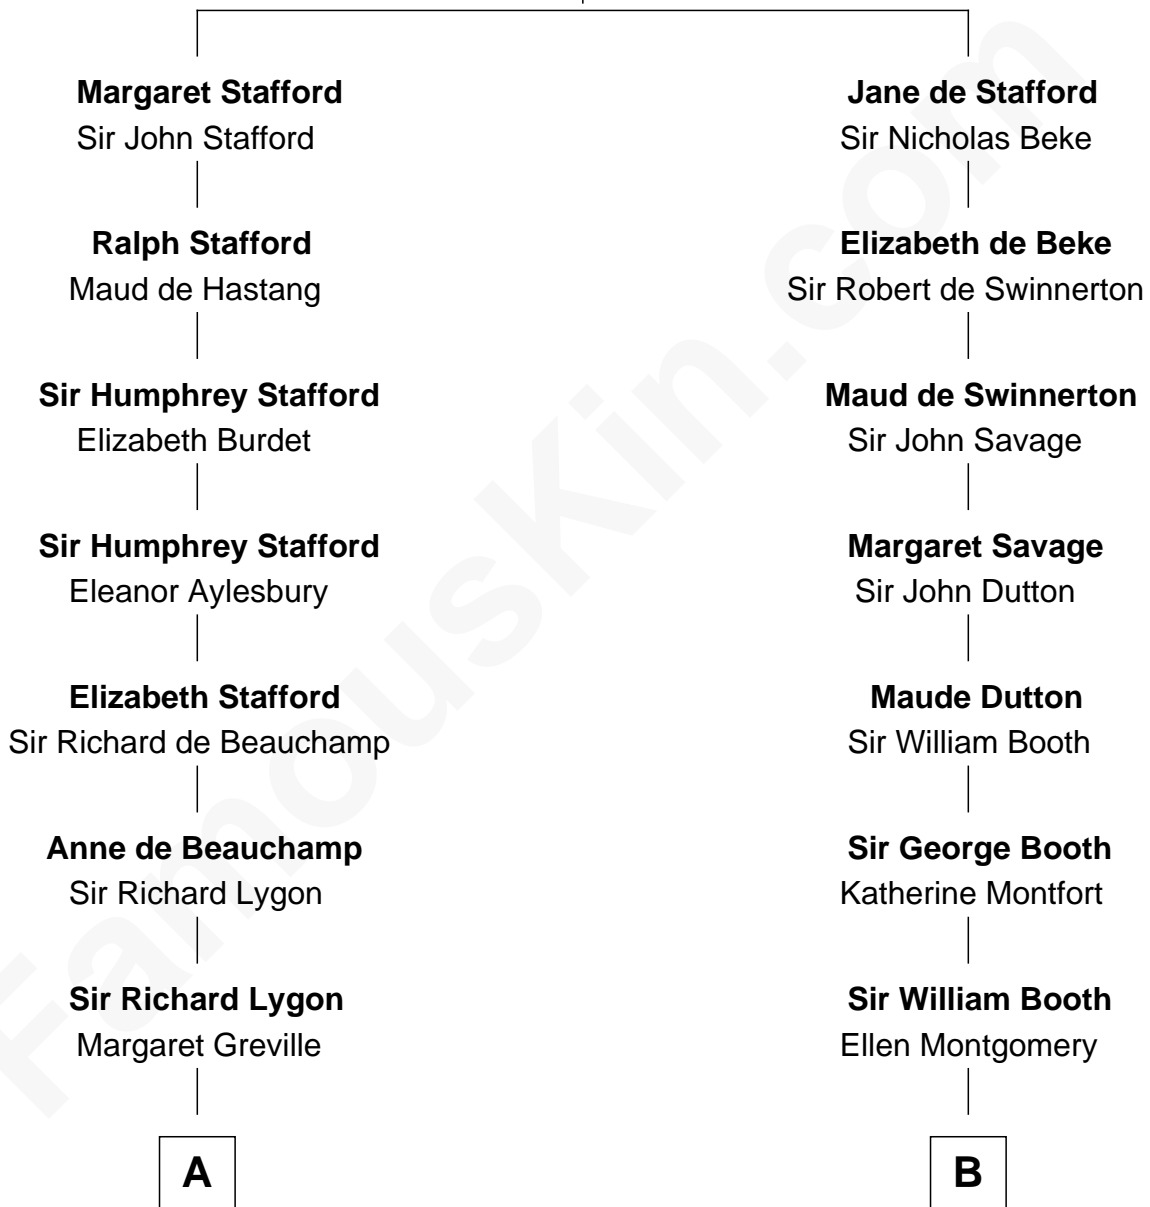 Margaret Stafford
Sir John Stafford
Ralph Stafford
Maud de Hastang
Sir Humphrey Stafford
Elizabeth Burdet
Sir Humphrey Stafford
Eleanor Aylesbury
Elizabeth Stafford
Sir Richard de Beauchamp
Anne de Beauchamp
Sir Richard Lygon
Sir Richard Lygon
Margaret Greville
A
Jane de Stafford
Sir Nicholas Beke
Elizabeth de Beke
Sir Robert de Swinnerton
Maud de Swinnerton
Sir John Savage
Margaret Savage
Sir John Dutton
Maude Dutton
Sir William Booth
Sir George Booth
Katherine Montfort
Sir William Booth
Ellen Montgomery
B
FamousKin.com